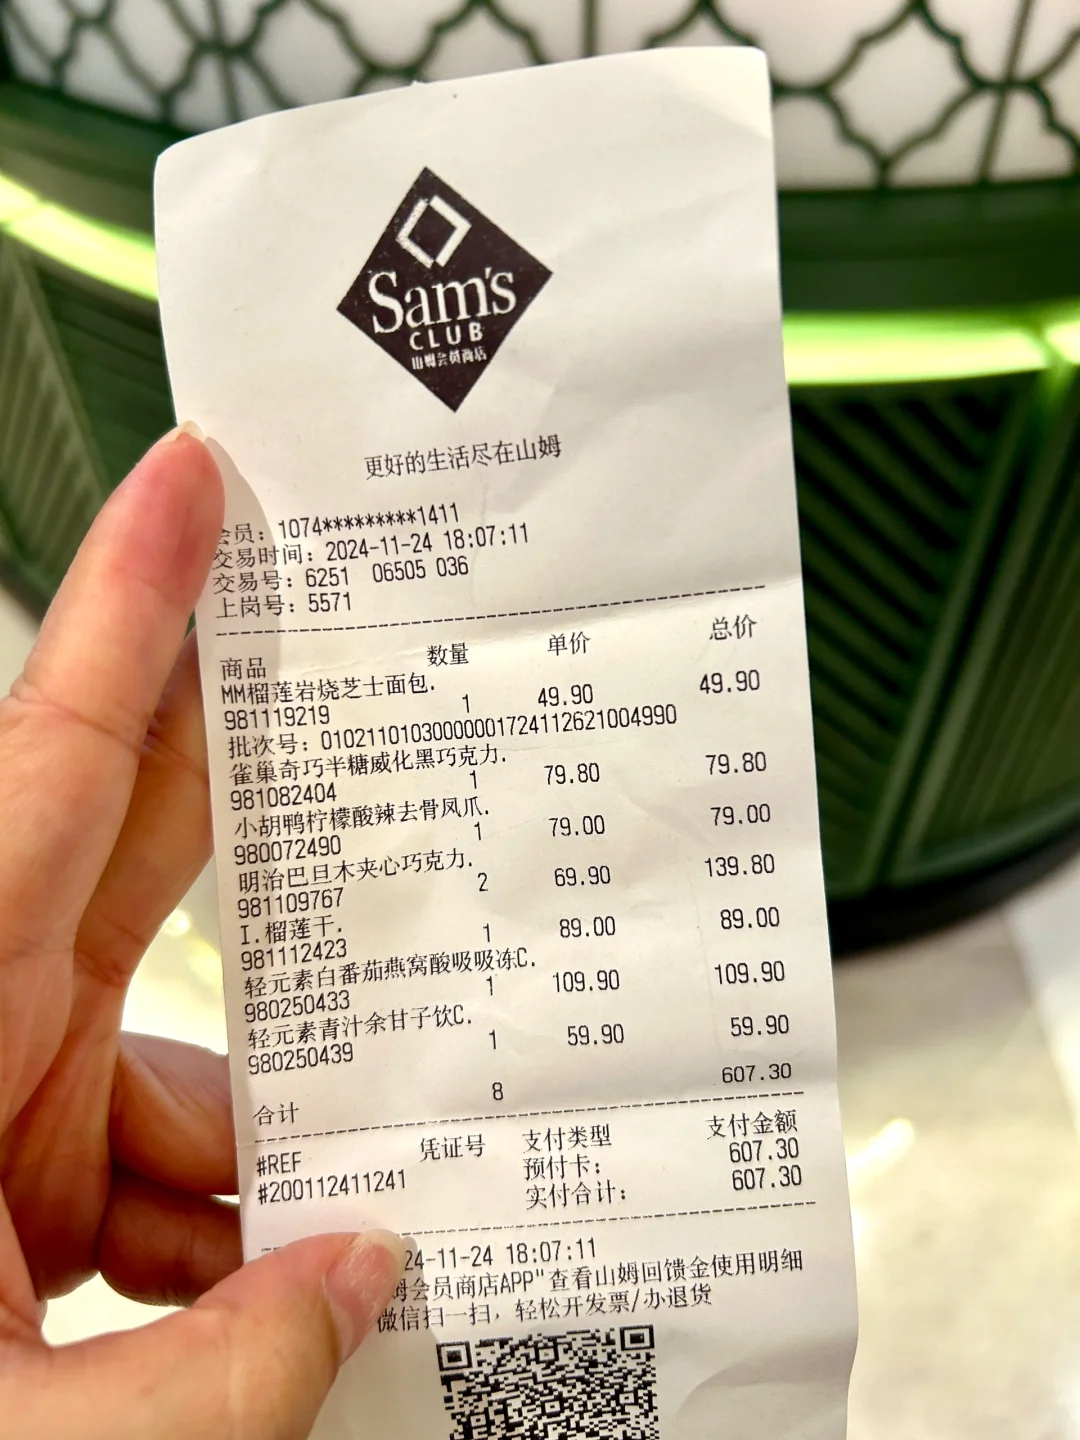 Sam's
CLUB
山姆会员商店
更好的生活尽在山姆
会员：1074*********1411
交易时间：2024-11-24 18:07:11
交易号：6251 06505 036
上岗号：5571
商品 数量 单价 总价
MM榴莲岩烧芝士面包.
981119219 1 49.90 49.90
批次号：01021101030000001724112621004990
雀巢奇巧半糖威化黑巧克力.
981082404 1 79.80 79.80
小胡鸭柠檬酸辣去骨凤爪.
980072490 1 79.00 79.00
明治巴旦木夹心巧克力.
981109767 2 69.90 139.80
I.榴莲干.
981112423 1 89.00 89.00
轻元素白番茄燕窝酸吸吸冻C.
980250433 1 109.90 109.90
轻元素青汁余甘子饮C.
980250439 1 59.90 59.90
合计 8 607.30
#REF 凭证号 支付类型 支付金额
#200112411241 预付卡： 607.30
实付合计： 607.30
24-11-24 18:07:11
姆会员商店APP"查看山姆回馈金使用明细
微信扫一扫，轻松开发票/办退货